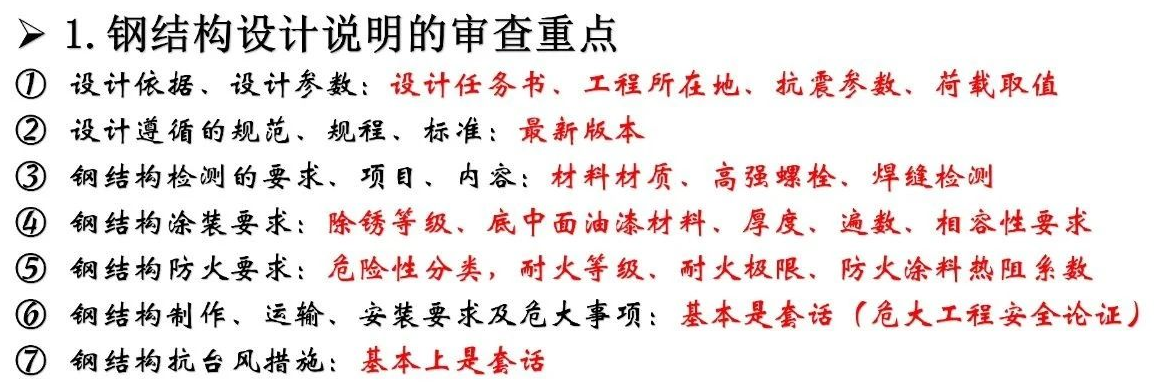 ➢ 1. 钢结构设计说明的审查重点
① 设计依据、设计参数：设计任务书、工程所在地、抗震参数、荷载取值
② 设计遵循的规范、规程、标准：最新版本
③ 钢结构检测的要求、项目、内容：材料材质、高强螺栓、焊缝检测
④ 钢结构涂装要求：除锈等级、底中面油漆材料、厚度、遍数、相容性要求
⑤ 钢结构防火要求：危险性分类，耐火等级、耐火极限、防火涂料热阻系数
⑥ 钢结构制作、运输、安装要求及危大事项：基本是套话（危大工程安全论证）
⑦ 钢结构抗台风措施：基本上是套话